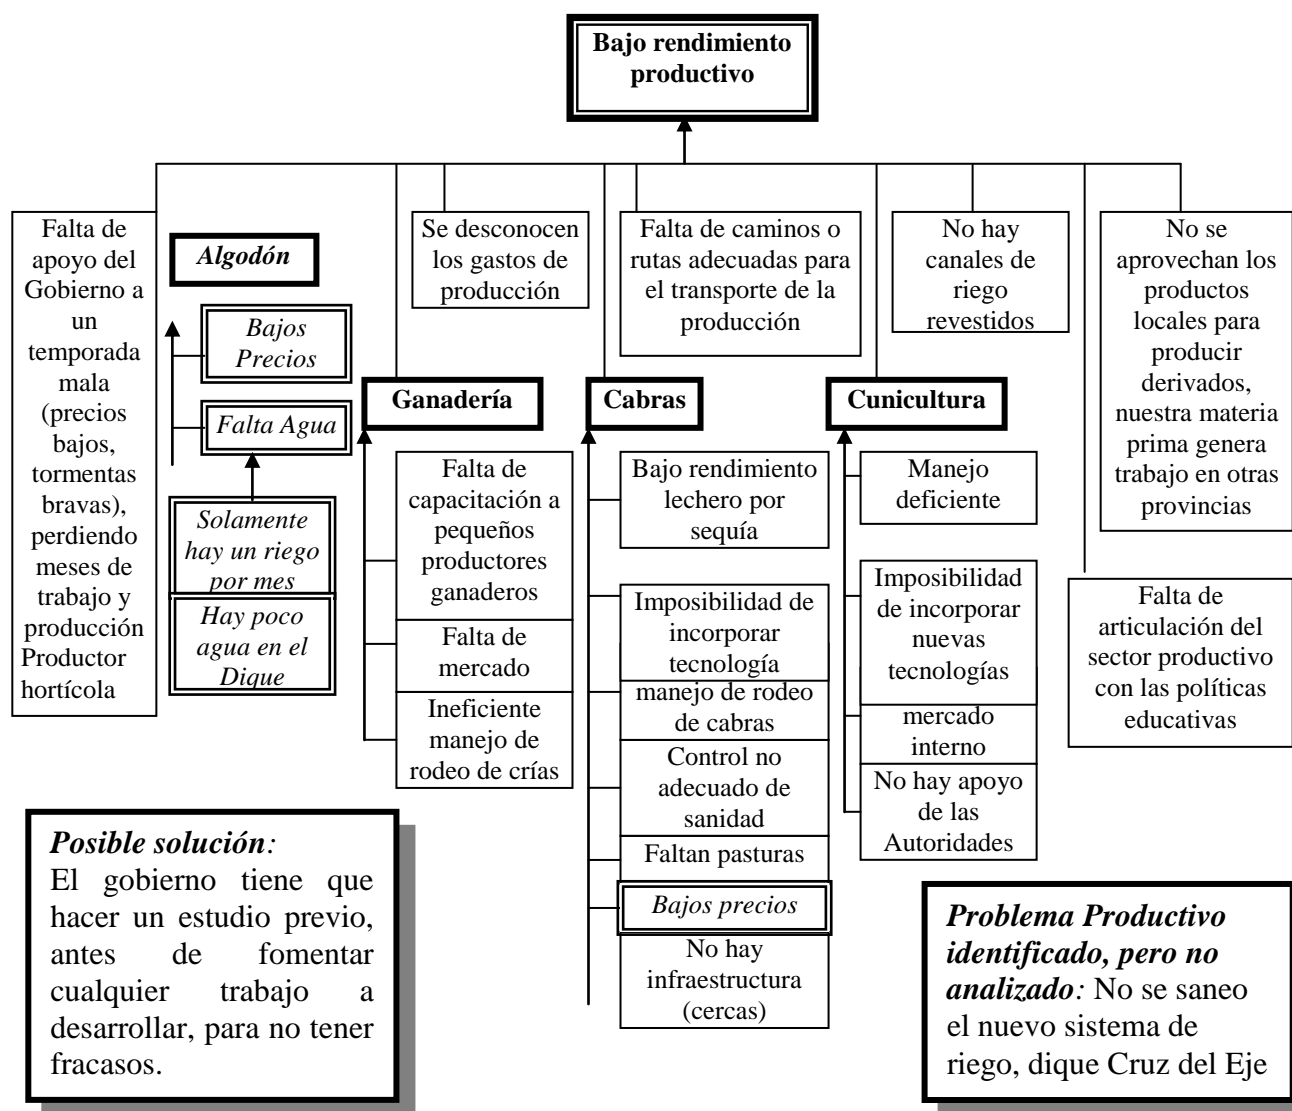 Bajo rendimiento
productivo
Falta de
apoyo del
Gobierno a
un
temporada
mala
(precios
bajos,
tormentas
bravas),
perdiendo
meses de
trabajo y
producción
Productor
hortícola
Algodón
Bajos
Precios
Falta Agua
Solamente
hay un riego
por mes
Hay poco
agua en el
Dique
Se desconocen
los gastos de
producción
Falta de caminos o
rutas adecuadas para
el transporte de la
producción
No hay
canales de
riego
revestidos
No se
aprovechan los
productos
locales para
producir
derivados,
nuestra materia
prima genera
trabajo en otras
provincias
Ganadería
Falta de
capacitación a
pequeños
productores
ganaderos
Falta de
mercado
Ineficiente
manejo de
rodeo de crías
Cabras
Bajo rendimiento
lechero por
sequía
Imposibilidad de
incorporar
tecnología
manejo de rodeo
de cabras
Control no
adecuado de
sanidad
Faltan pasturas
Bajos precios
No hay
infraestructura
(cercas)
Cunicultura
Manejo
deficiente
Imposibilidad
de incorporar
nuevas
tecnologías
mercado
interno
No hay apoyo
de las
Autoridades
Falta de
articulación del
sector productivo
con las políticas
educativas
Posible solución:
El gobierno tiene que
hacer un estudio previo,
antes de fomentar
cualquier trabajo a
desarrollar, para no tener
fracasos.
Problema Productivo
identificado, pero no
analizado: No se saneo
el nuevo sistema de
riego, dique Cruz del Eje